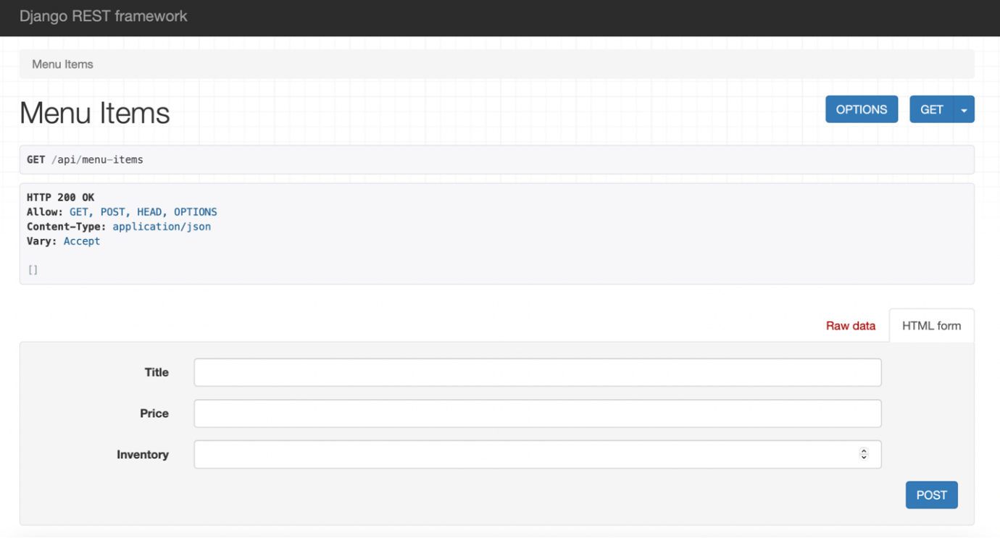 Django REST framework
Menu Items
Menu Items
OPTIONS
GET
GET /api/menu-items
HTTP 200 OK
Allow: GET, POST, HEAD, OPTIONS
Content-Type: application/json
Vary: Accept
[]
Raw data
HTML form
Title
Price
Inventory
POST